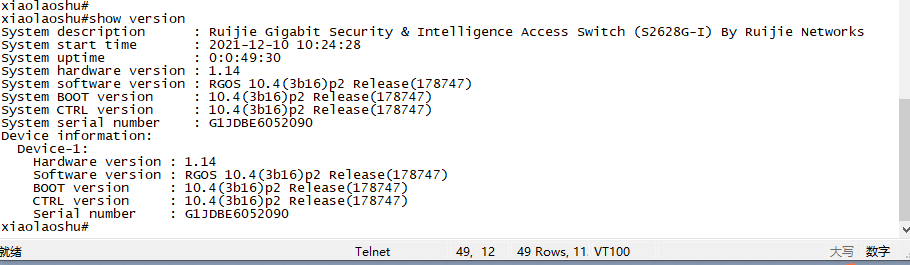 xiaolaoshu#
xiaolaoshu#show version
System description      : Ruijie Gigabit Security & Intelligence Access Switch (S2628G-I) By Ruijie Networks
System start time       : 2021-12-10 10:24:28
System uptime           : 0:0:49:30
System hardware version : 1.14
System software version : RGOS 10.4(3b16)p2 Release(178747)
System BOOT version     : 10.4(3b16)p2 Release(178747)
System CTRL version     : 10.4(3b16)p2 Release(178747)
System serial number    : G1JDBE6052090
Device information:
  Device-1:
    Hardware version : 1.14
    Software version : RGOS 10.4(3b16)p2 Release(178747)
    BOOT version     : 10.4(3b16)p2 Release(178747)
    CTRL version     : 10.4(3b16)p2 Release(178747)
    Serial number    : G1JDBE6052090
xiaolaoshu#
就绪 Telnet 49, 12 49 Rows, 11 VT100 大写 数字